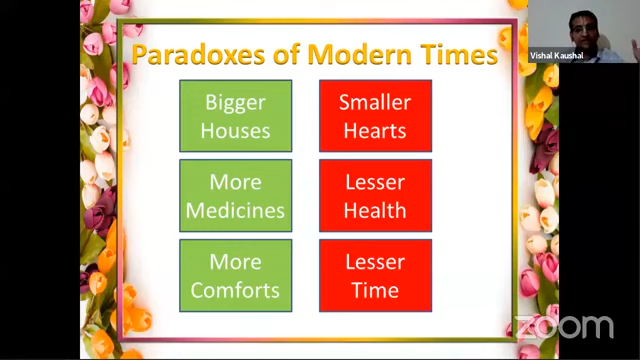 Paradoxes of Modern Times
Vishal Kaushal
Bigger
Houses
Smaller
Hearts
More
Medicines
Lesser
Health
More
Comforts
Lesser
Time
zoom